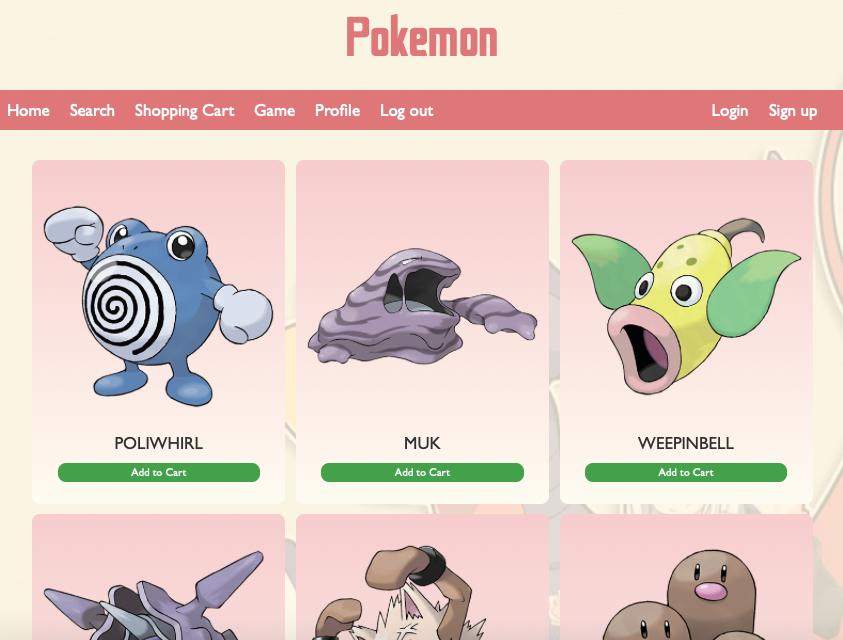 Pokemon
Home Search Shopping Cart Game Profile Log out Login Sign up
POLIWHIRL MUK WEEPINBELL
Add to Cart Add to Cart Add to Cart